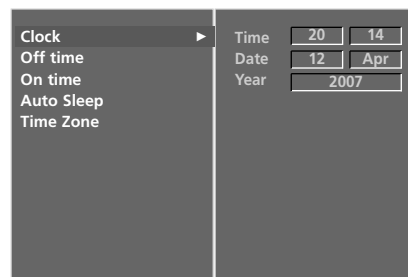 Clock ►
Off time
On time
Auto Sleep
Time Zone
Time 20 14
Date 12 Apr
Year 2007